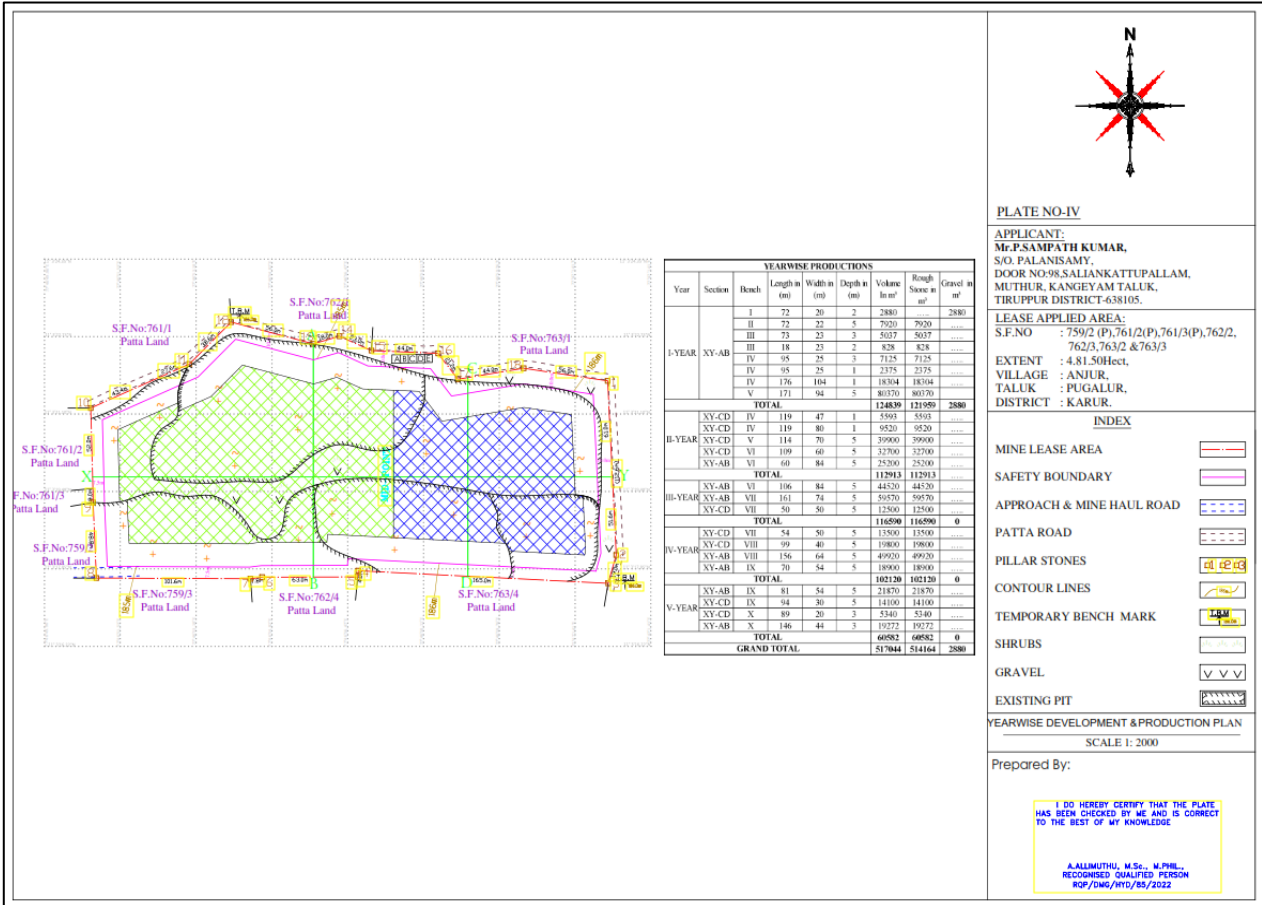 N
PLATE NO-IV
APPLICANT:
Mr.P.SAMPATH KUMAR,
S/O. PALANISAMY,
DOOR NO:98,SALIANKATTUPALLAM,
MUTHUR, KANGEYAM TALUK,
TIRUPPUR DISTRICT-638105.
LEASE APPLIED AREA:
S.F.NO : 759/2 (P),761/2(P),761/3(P),762/2,
762/3,763/2 &763/3
EXTENT : 4.81.50Hect,
VILLAGE : ANJUR,
TALUK : PUGALUR,
DISTRICT : KARUR.
INDEX
MINE LEASE AREA
SAFETY BOUNDARY
APPROACH & MINE HAUL ROAD
PATTA ROAD
PILLAR STONES
CONTOUR LINES
TEMPORARY BENCH MARK
T.B.M
SHRUBS
GRAVEL
EXISTING PIT
YEARWISE DEVELOPMENT &PRODUCTION PLAN
SCALE 1: 2000
Prepared By:
I DO HEREBY CERTIFY THAT THE PLATE
HAS BEEN CHECKED BY ME AND IS CORRECT
TO THE BEST OF MY KNOWLEDGE
A.ALLIMUTHU, M.Sc., M.PHIL.,
RECOGNISED QUALIFIED PERSON
RQP/DMG/HYD/85/2022
YEARWISE PRODUCTIONS
Year Section Bench Length in (m) Width in (m) Depth in (m) Volume In m³ Rough Stone in m³ Gravel in m³
I-YEAR XY-AB
I 72 20 2 2880 ..... 2880
II 72 22 5 7920 7920 .....
III 73 23 3 5037 5037 .....
III 18 23 2 828 828 .....
IV 95 25 3 7125 7125 .....
IV 95 25 1 2375 2375 .....
IV 176 104 1 18304 18304 .....
V 171 94 5 80370 80370 .....
TOTAL 124839 121959 2880
II-YEAR
XY-CD IV 119 47 1 5593 5593 .....
XY-CD IV 119 80 1 9520 9520 .....
XY-CD V 114 70 5 39900 39900 .....
XY-CD VI 109 60 5 32700 32700 .....
XY-AB VI 60 84 5 25200 25200 .....
TOTAL 112913 112913 .....
III-YEAR
XY-AB VI 106 84 5 44520 44520 .....
XY-AB VII 161 74 5 59570 59570 .....
XY-CD VII 50 50 5 12500 12500 .....
TOTAL 116590 116590 0
IV-YEAR
XY-CD VII 54 50 5 13500 13500 .....
XY-CD VIII 99 40 5 19800 19800 .....
XY-AB VIII 156 64 5 49920 49920 .....
XY-AB IX 70 54 5 18900 18900 .....
TOTAL 102120 102120 0
V-YEAR
XY-AB IX 81 54 5 21870 21870 .....
XY-CD IX 94 30 5 14100 14100 .....
XY-CD X 89 20 3 5340 5340 .....
XY-AB X 146 44 3 19272 19272 .....
TOTAL 60582 60582 0
GRAND TOTAL 517044 514164 2880
S.F.No:762/1
Patta Land
T.B.M
S.F.No:761/1
Patta Land
S.F.No:763/1
Patta Land
A B C D E
S.F.No:761/2
Patta Land
X
Y
MID POINT
S.F.No:761/3
Patta Land
Patta Land
S.F.No:759/3
Patta Land
S.F.No:762/4
Patta Land
S.F.No:763/4
Patta Land
B
D
101.6m
63.0m
165.0m
185m
186m
T.B.M